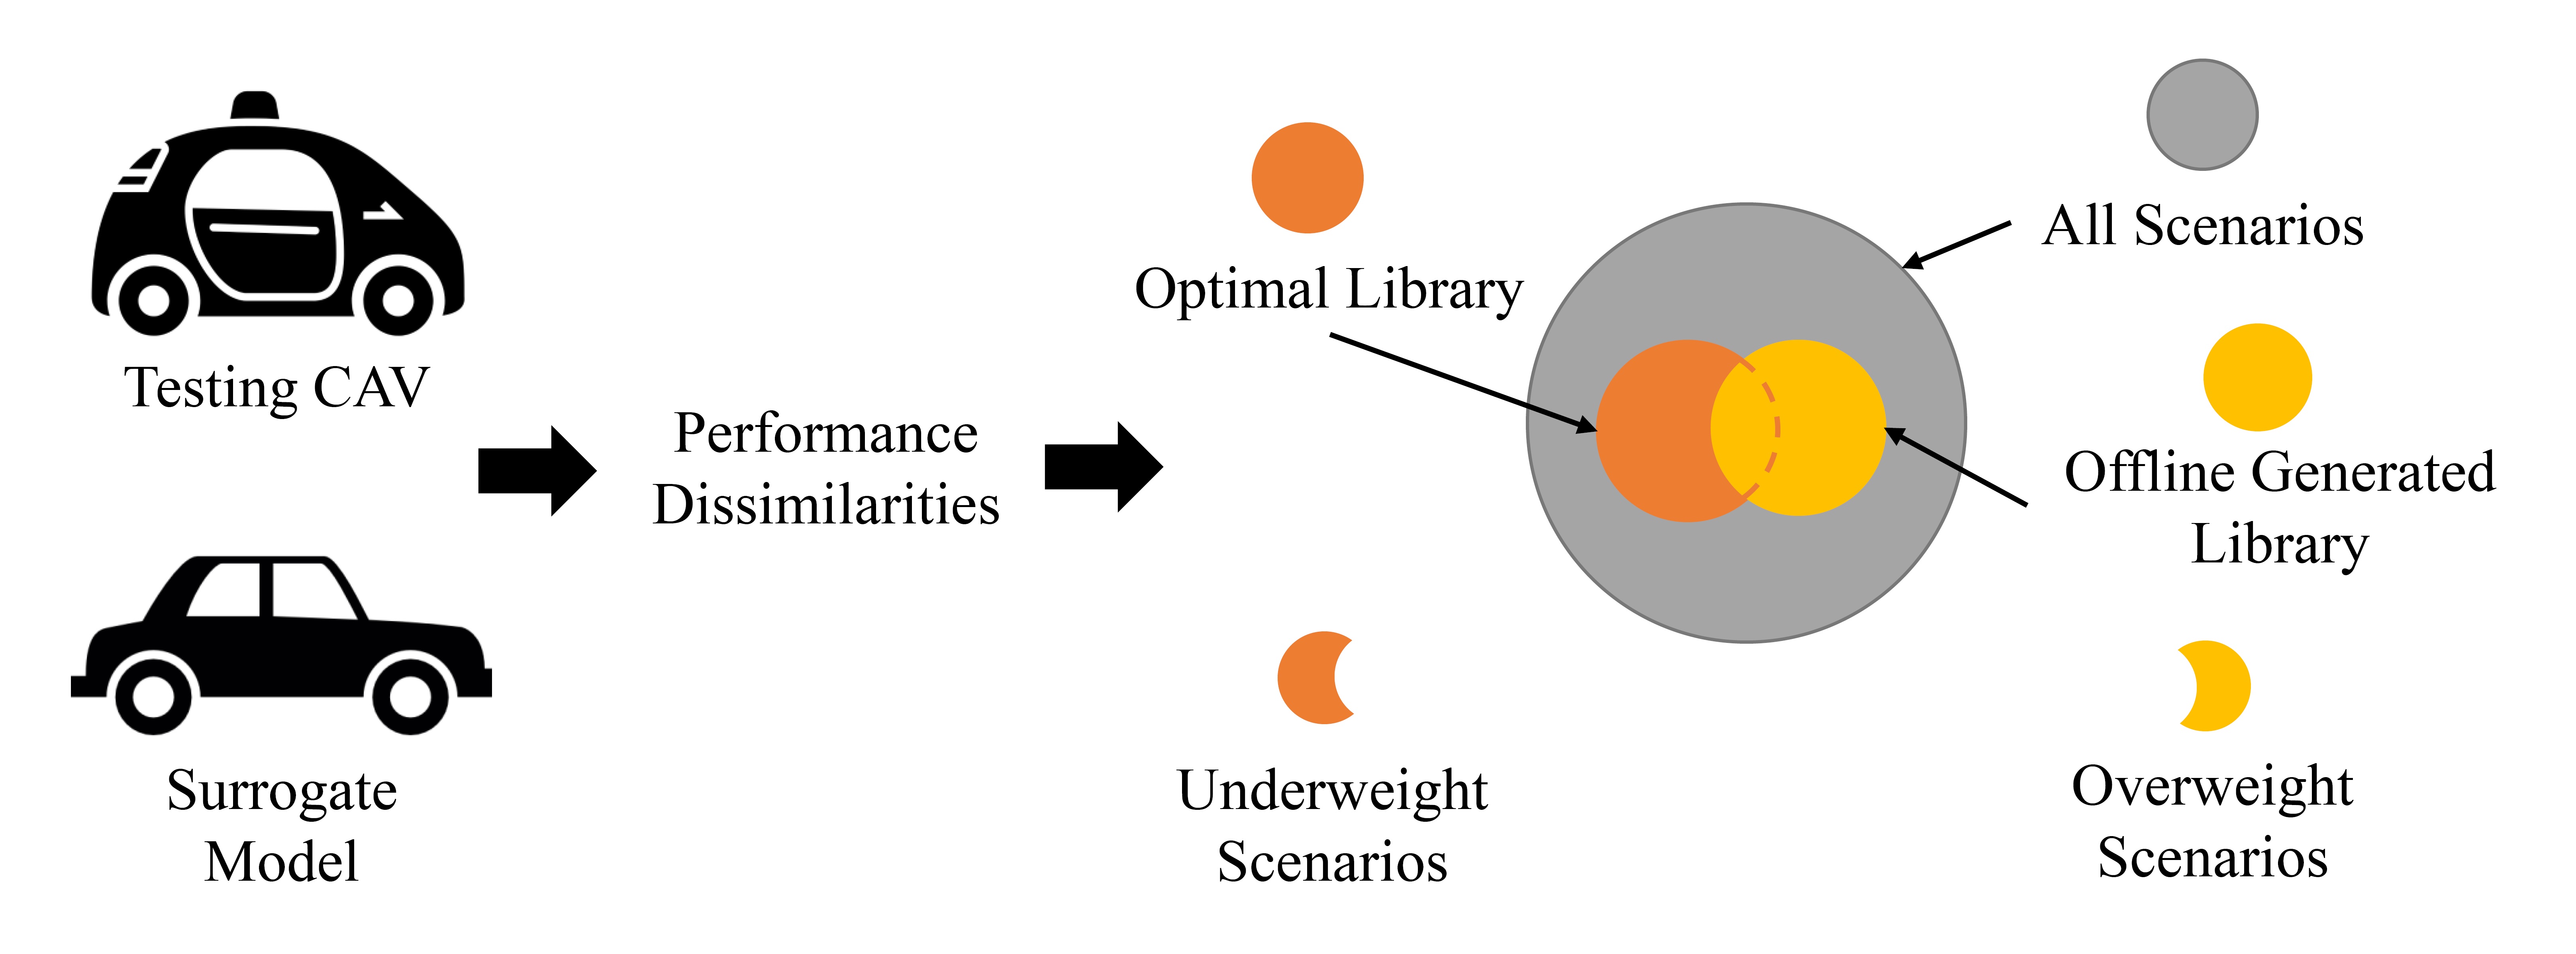 Testing CAV
Surrogate
Model
Performance
Dissimilarities
Optimal Library
Underweight
Scenarios
All Scenarios
Offline Generated
Library
Overweight
Scenarios